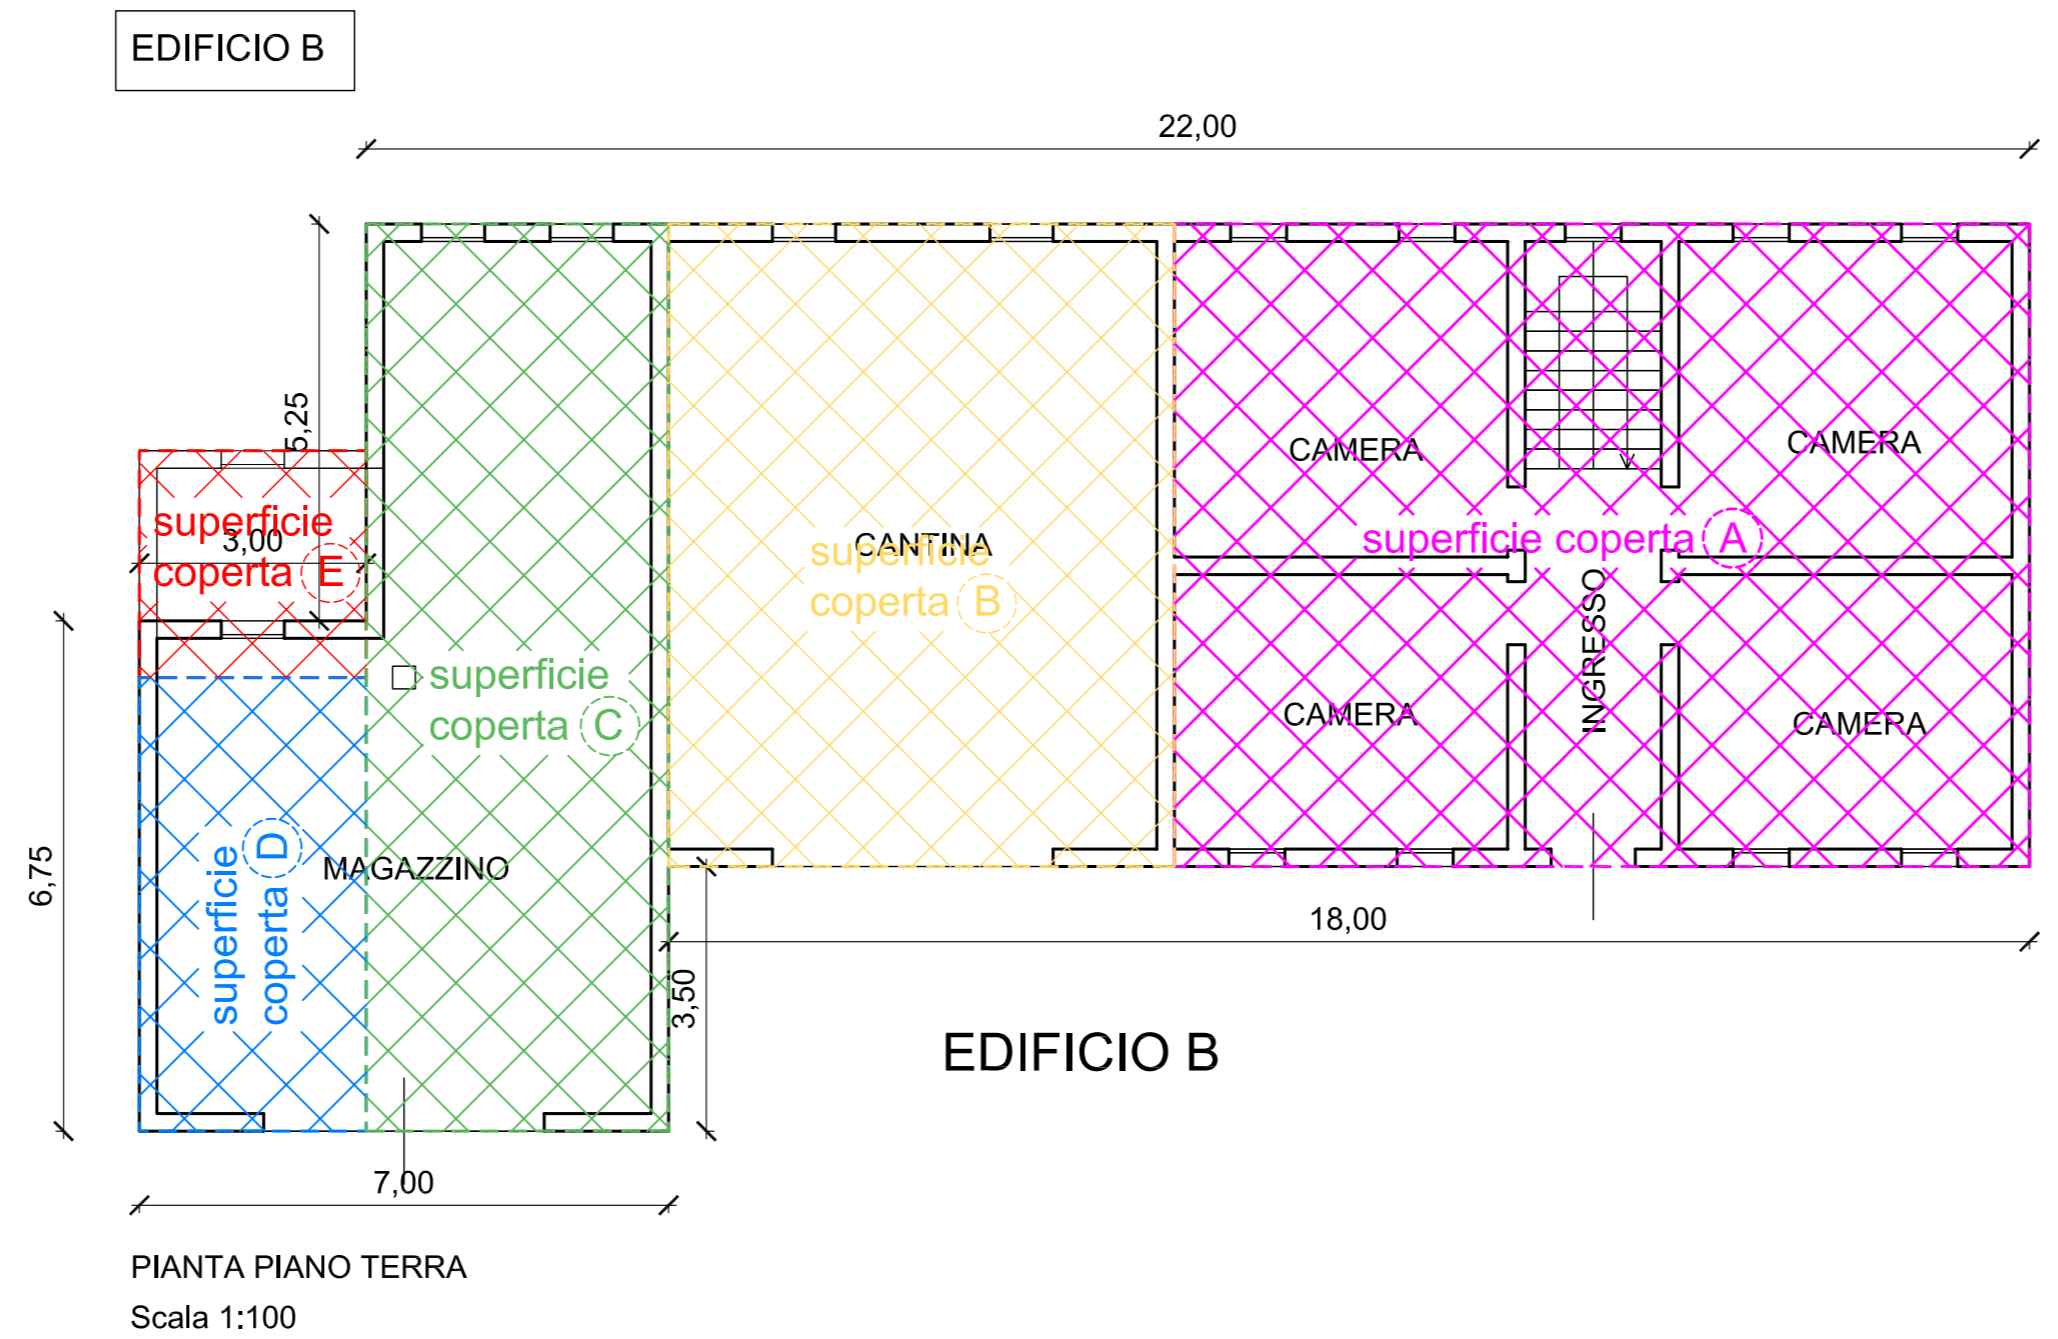 EDIFICIO B
22,00
5,25
CAMERA
CAMERA
superficie
coperta E
3,00
CANTINA
superficie
coperta B
superficie coperta A
INGRESSO
superficie
coperta C
CAMERA
CAMERA
6,75
superficie
coperta D
MAGAZZINO
18,00
3,50
EDIFICIO B
7,00
PIANTA PIANO TERRA
Scala 1:100